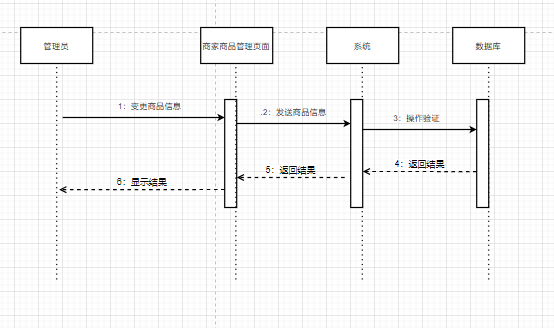 管理员
商家商品管理页面
系统
数据库
1：变更商品信息
.2：发送商品信息
3：操作验证
4：返回结果
5：返回结果
6：显示结果